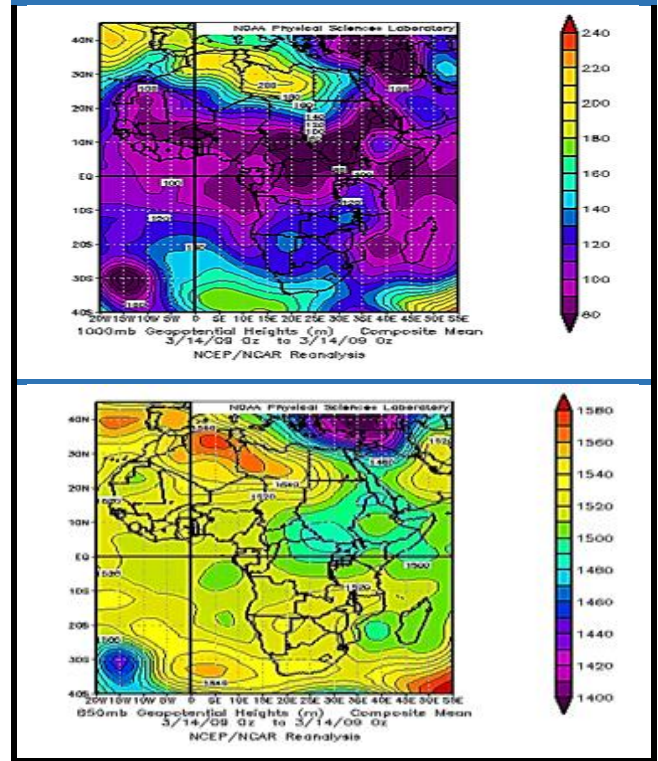 NOAA Physical Sciences Laboratory
240
220
200
180
160
140
120
100
80
40N
30N
20N
10N
EQ
10S
20S
30S
40S
20W 15W 10W 5W 0 5E 10E 15E 20E 25E 30E 35E 40E 45E 50E 55E
1000mb Geopotential Heights (m) Composite Mean
3/14/09 0z to 3/14/09 0z
NCEP/NCAR Reanalysis
NOAA Physical Sciences Laboratory
1580
1560
1540
1520
1500
1480
1460
1440
1420
1400
40N
30N
20N
10N
EQ
10S
20S
30S
40S
20W 15W 10W 5W 0 5E 10E 15E 20E 25E 30E 35E 40E 45E 50E 55E
850mb Geopotential Heights (m) Composite Mean
3/14/09 0z to 3/14/09 0z
NCEP/NCAR Reanalysis